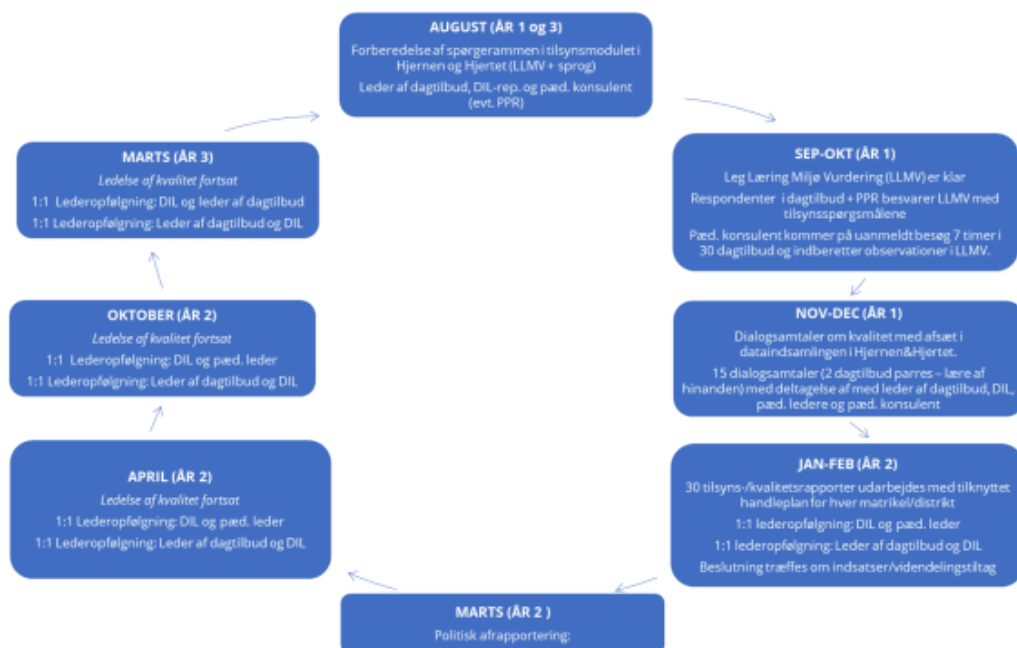 AUGUST (ÅR 1 og 3)
Forberedelse af spørgerammen i tilsynsmodulet i
Hjernen og Hjertet (LLMV + sprog)
Leder af dagtilbud, DIL-rep. og pæd. konsulent
(evt. PPR)
SEP-OKT (ÅR 1)
Leg Læring Miljø Vurdering (LLMV) er klar
Respondenter i dagtilbud + PPR besvarer LLMV med
tilsynsspørgsmålene
Pæd. konsulent kommer på uanmeldt besøg 7 timer i
30 dagtilbud og indberetter observationer i LLMV.
NOV-DEC (ÅR 1)
Dialogsamtaler om kvalitet med afsæt i
dataindsamlingen i Hjernen&Hjertet.
15 dialogsamtaler (2 dagtilbud parres – lære af
hinanden) med deltagelse af med leder af dagtilbud, DIL,
pæd. ledere og pæd. konsulent
JAN-FEB (ÅR 2)
30 tilsyns-/kvalitetsrapporter udarbejdes med tilknyttet
handleplan for hver matrikel/distrikt
1:1 lederopfølgning: DIL og pæd. leder
1:1 lederopfølgning: Leder af dagtilbud og DIL
Beslutning træffes om indsatser/videndelingstiltag
MARTS (ÅR 2 )
Politisk afrapportering:
APRIL (ÅR 2)
Ledelse af kvalitet fortsat
1:1 Lederopfølgning: DIL og pæd. leder
1:1 Lederopfølgning: Leder af dagtilbud og DIL
OKTOBER (ÅR 2)
Ledelse af kvalitet fortsat
1:1 Lederopfølgning: DIL og pæd. leder
1:1 Lederopfølgning: Leder af dagtilbud og DIL
MARTS (ÅR 3)
Ledelse af kvalitet fortsat
1:1 Lederopfølgning: DIL og leder af dagtilbud
1:1 Lederopfølgning: Leder af dagtilbud og DIL